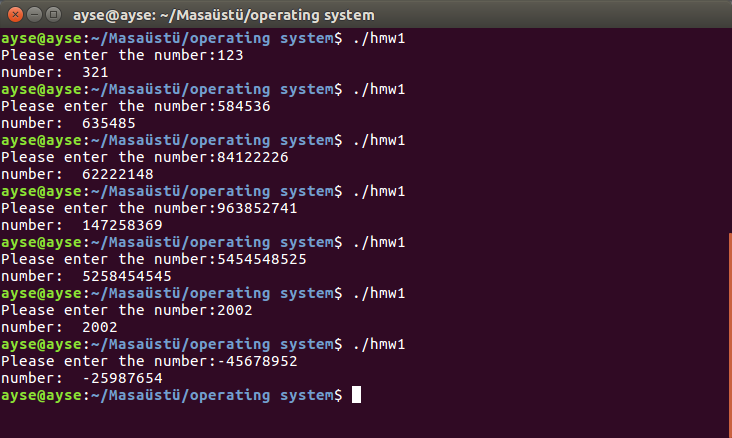 ayse@ayse: ~/Masaüstü/operating system
ayse@ayse:~/Masaüstü/operating system$ ./hmw1
Please enter the number:123
number:  321
ayse@ayse:~/Masaüstü/operating system$ ./hmw1
Please enter the number:584536
number:  635485
ayse@ayse:~/Masaüstü/operating system$ ./hmw1
Please enter the number:84122226
number:  62222148
ayse@ayse:~/Masaüstü/operating system$ ./hmw1
Please enter the number:963852741
number:  147258369
ayse@ayse:~/Masaüstü/operating system$ ./hmw1
Please enter the number:5454548525
number:  5258454545
ayse@ayse:~/Masaüstü/operating system$ ./hmw1
Please enter the number:2002
number:  2002
ayse@ayse:~/Masaüstü/operating system$ ./hmw1
Please enter the number:-45678952
number:  -25987654
ayse@ayse:~/Masaüstü/operating system$